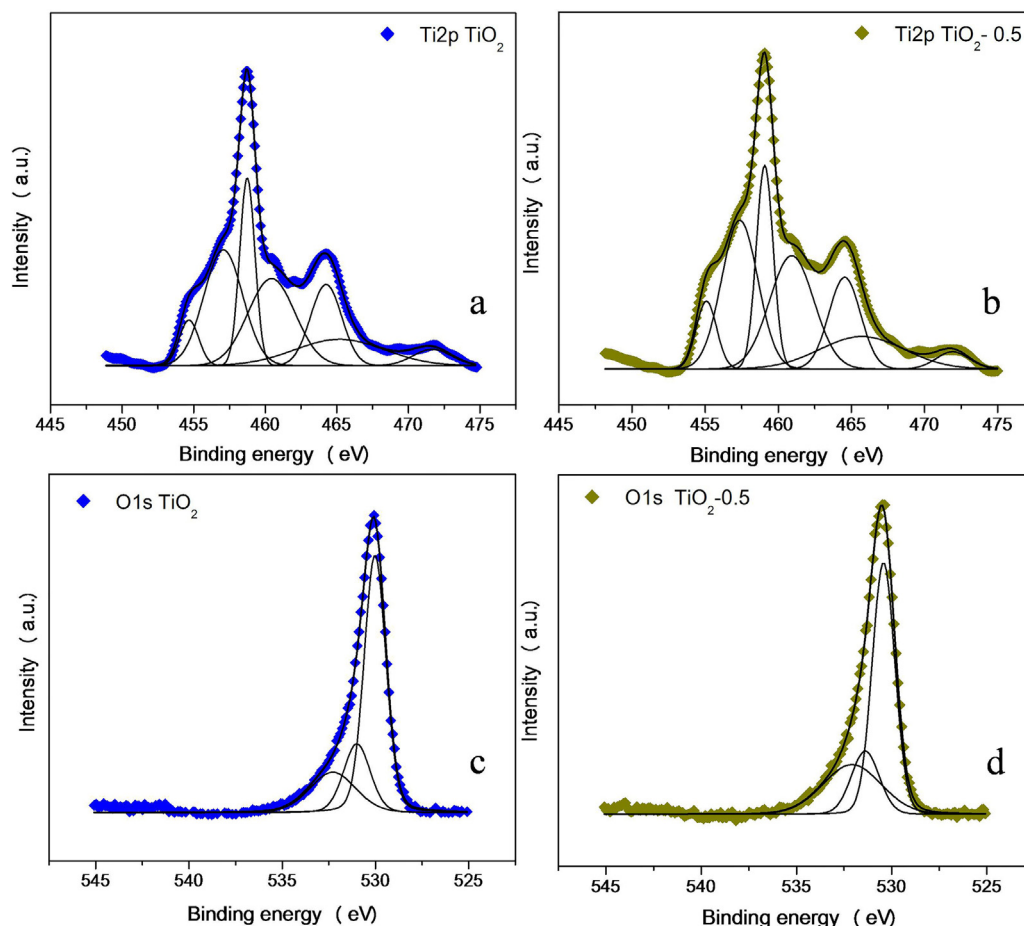 Ti2p TiO₂
Intensity ( a.u.)
a
445 450 455 460 465 470 475
Binding energy ( eV)
Ti2p TiO₂- 0.5
Intensity ( a.u.)
b
445 450 455 460 465 470 475
Binding energy ( eV)
O1s TiO₂
Intensity ( a.u.)
c
545 540 535 530 525
Binding energy ( eV)
O1s TiO₂-0.5
Intensity ( a.u.)
d
545 540 535 530 525
Binding energy ( eV)